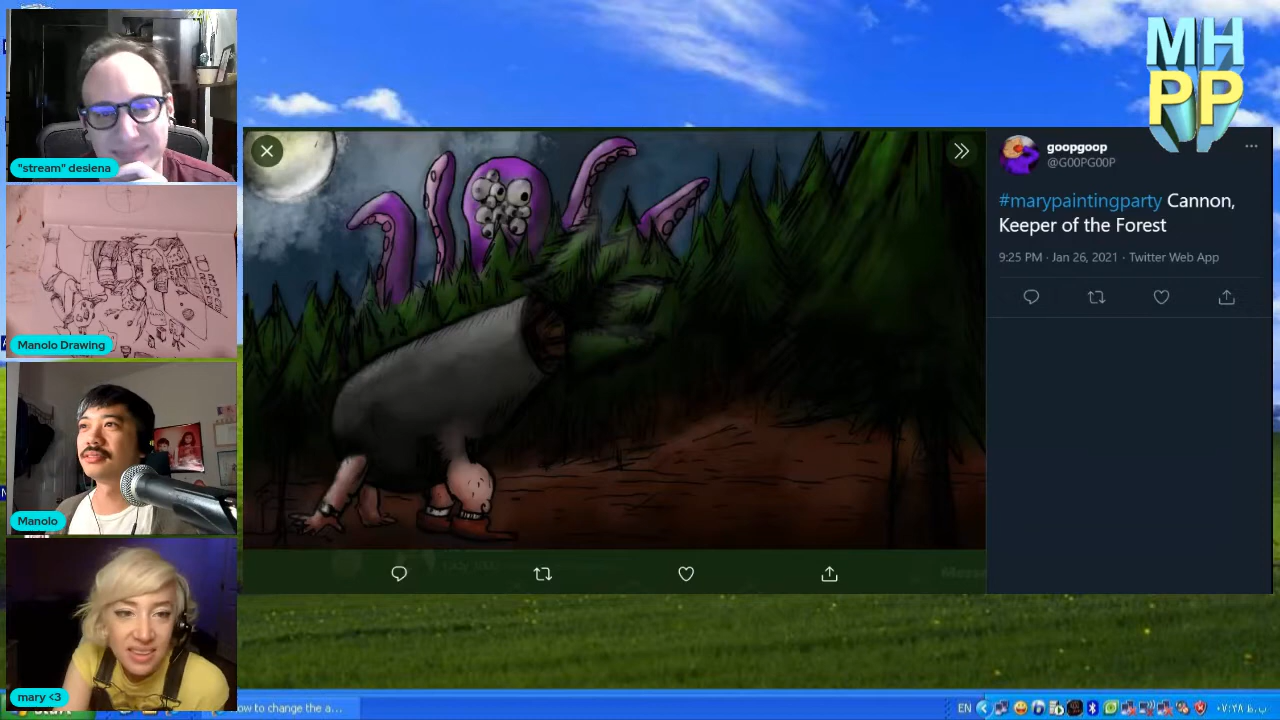 "stream" desiena
Manolo Drawing
Manolo
mary <3
MH
PP
goopgoop
@G00PG00P
#marypaintingparty Cannon,
Keeper of the Forest
9:25 PM · Jan 26, 2021 · Twitter Web App
ow to change the a...
EN